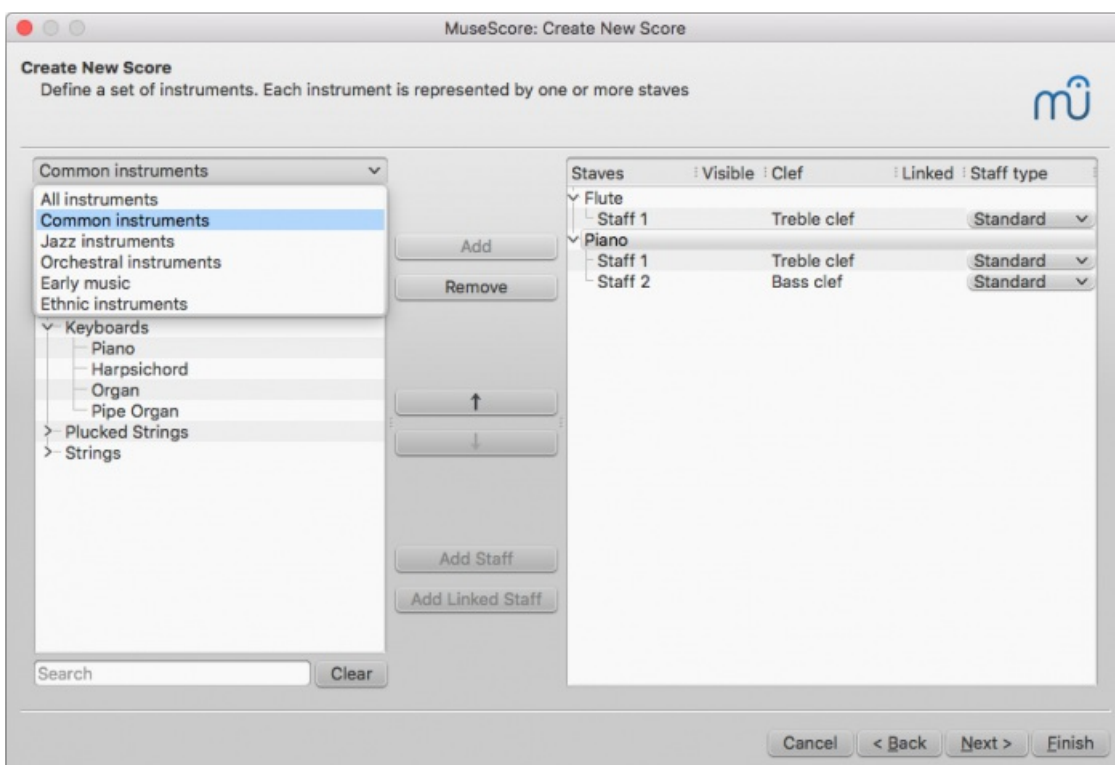 MuseScore: Create New Score
Create New Score
Define a set of instruments. Each instrument is represented by one or more staves
mu
Common instruments
All instruments
Common instruments
Jazz instruments
Orchestral instruments
Early music
Ethnic instruments
Keyboards
Piano
Harpsichord
Organ
Pipe Organ
Plucked Strings
Strings
Search
Clear
Add
Remove
↑
↓
Add Staff
Add Linked Staff
Staves Visible Clef Linked Staff type
Flute
Staff 1 Treble clef Standard
Piano
Staff 1 Treble clef Standard
Staff 2 Bass clef Standard
Cancel < Back Next > Finish